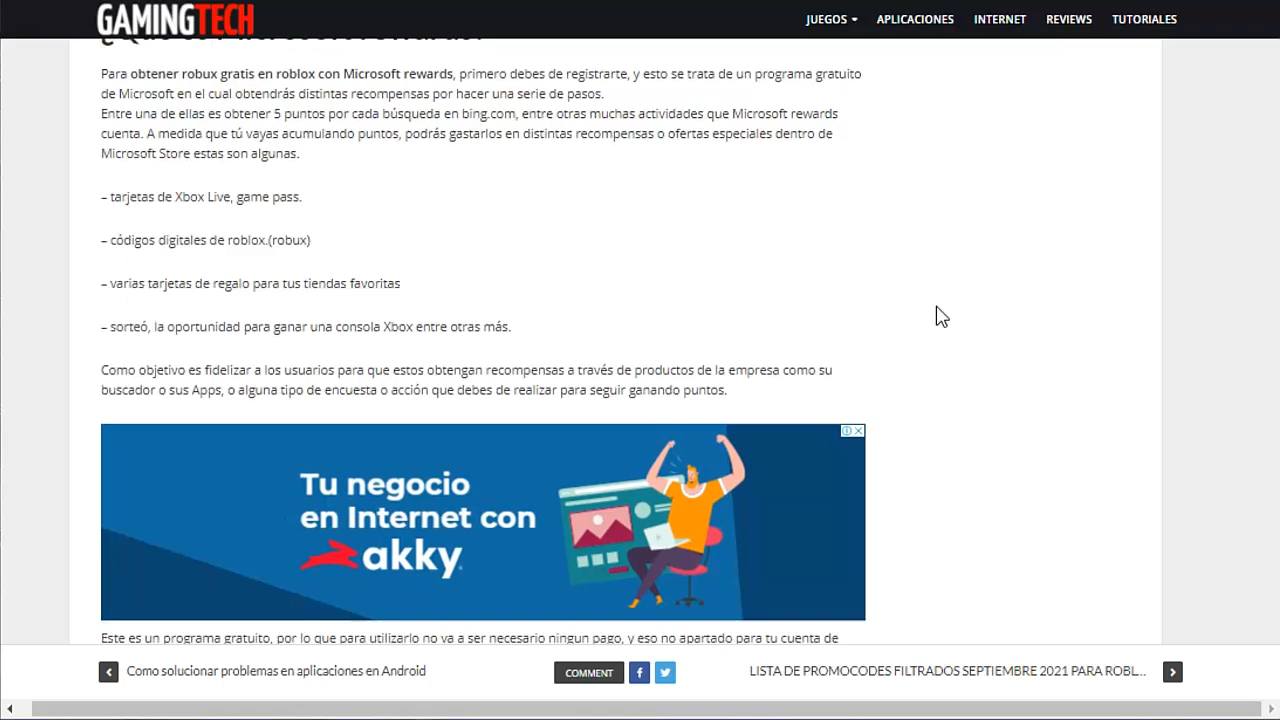 GAMINGTECH
JUEGOS
APLICACIONES
INTERNET
REVIEWS
TUTORIALES
Para obtener robux gratis en roblox con Microsoft rewards, primero debes de registrarte, y esto se trata de un programa gratuito
de Microsoft en el cual obtendrás distintas recompensas por hacer una serie de pasos.
Entre una de ellas es obtener 5 puntos por cada búsqueda en bing.com, entre otras muchas actividades que Microsoft rewards
cuenta. A medida que tú vayas acumulando puntos, podrás gastarlos en distintas recompensas o ofertas especiales dentro de
Microsoft Store estas son algunas.
– tarjetas de Xbox Live, game pass.
– códigos digitales de roblox.(robux)
– varias tarjetas de regalo para tus tiendas favoritas
– sorteó, la oportunidad para ganar una consola Xbox entre otras más.
Como objetivo es fidelizar a los usuarios para que estos obtengan recompensas a través de productos de la empresa como su
buscador o sus Apps, o alguna tipo de encuesta o acción que debes de realizar para seguir ganando puntos.
Tu negocio
en Internet con
akky
Este es un programa gratuito, por lo que para utilizarlo no va a ser necesario ningun pago, y eso no apartado para tu cuenta de
Como solucionar problemas en aplicaciones en Android
COMMENT
LISTA DE PROMOCODES FILTRADOS SEPTIEMBRE 2021 PARA ROBL...